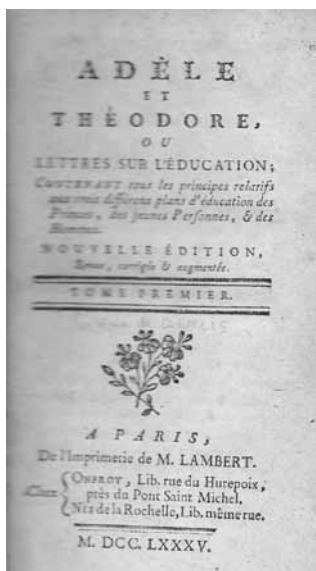 ADÈLE
ET
THÉODORE,
OU
LETTRES SUR L'ÉDUCATION;
CONTENANT tous les principes relatifs
aux trois différens plans d'éducation des
Princes, des jeunes Personnes, & des
Hommes.
NOUVELLE ÉDITION,
Revue, corrigée & augmentée.
TOME PREMIER.
A PARIS,
De l'Imprimerie de M. LAMBERT.
Chez
ONFROY, Lib. rue du Hurepoix,
près du Pont Saint Michel.
Née de la Rochelle, Lib. même rue.
M. DCC. LXXXV.